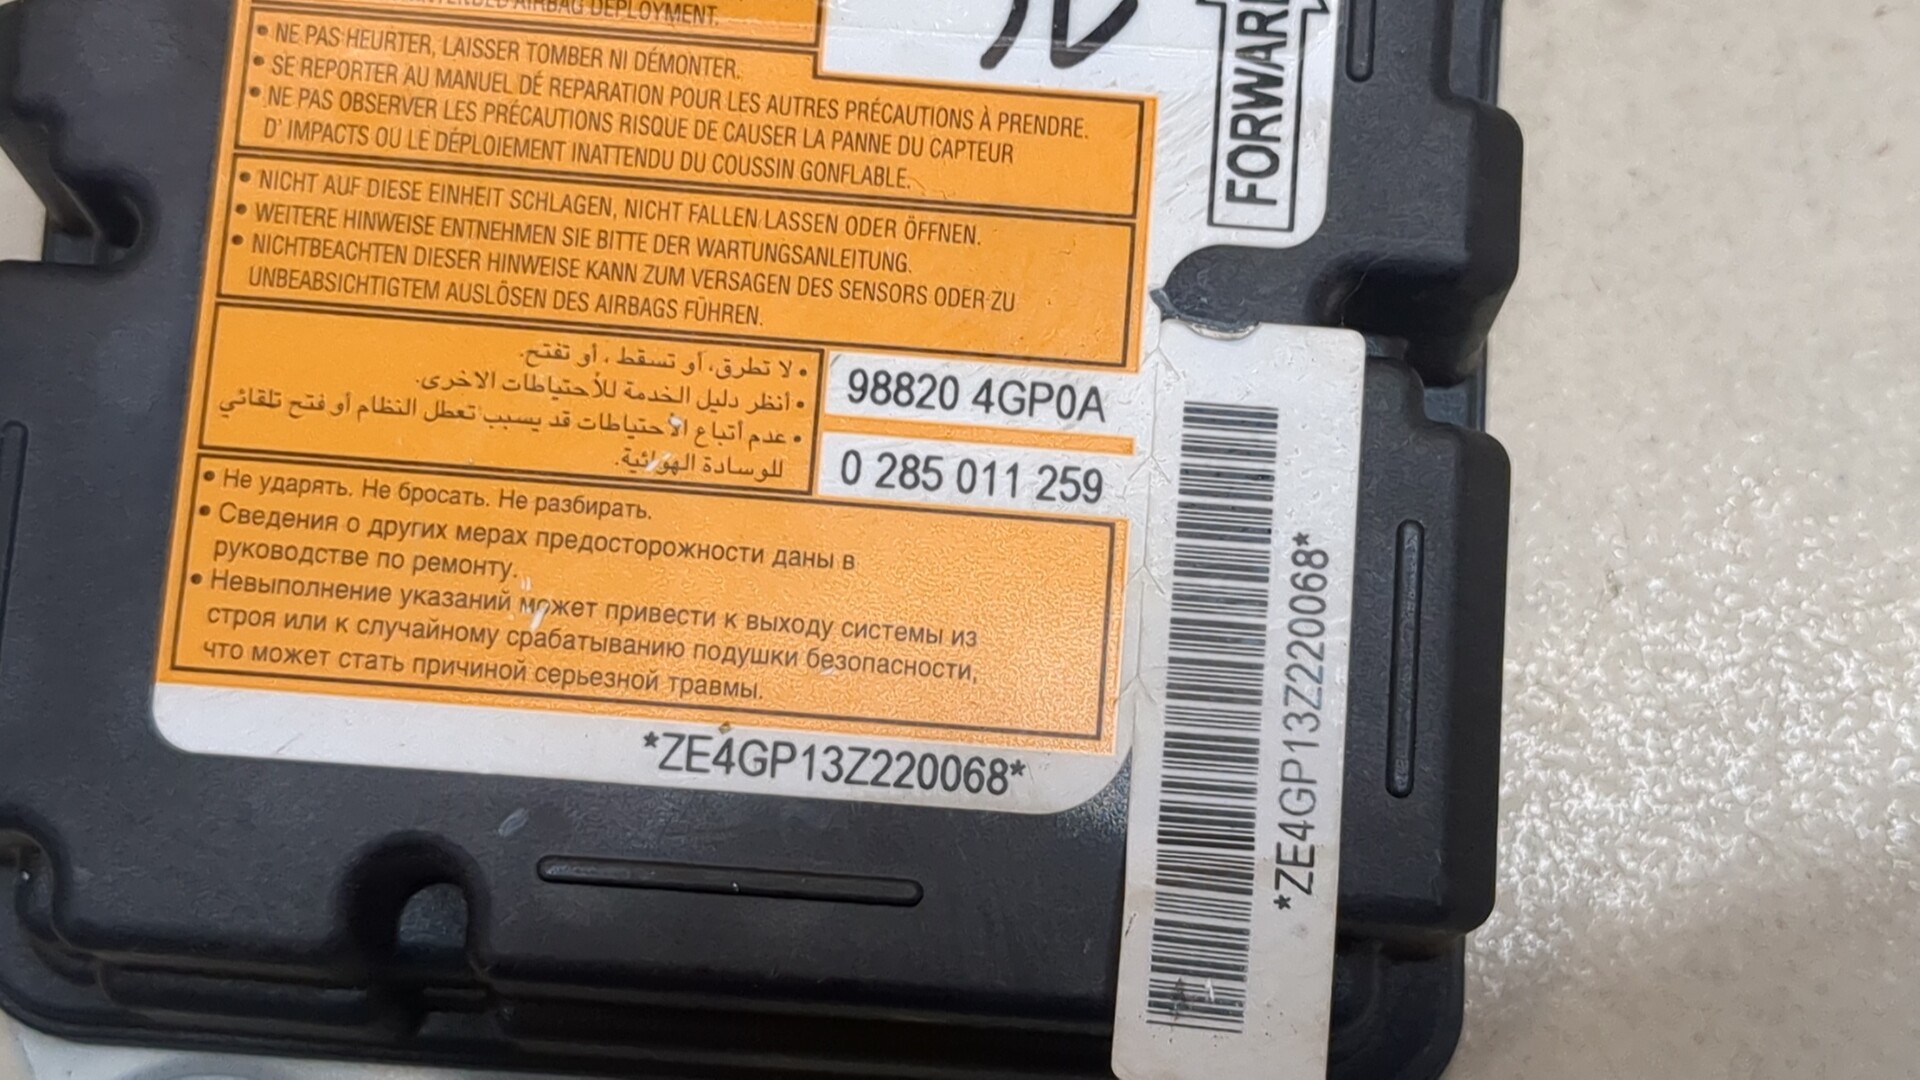 AIRBAG DEPLOYMENT.
• NE PAS HEURTER, LAISSER TOMBER NI DÉMONTER.
• SE REPORTER AU MANUEL DÉ REPARATION POUR LES AUTRES PRÉCAUTIONS À PRENDRE.
• NE PAS OBSERVER LES PRÉCAUTIONS RISQUE DE CAUSER LA PANNE DU CAPTEUR
D' IMPACTS OU LE DÉPLOIEMENT INATTENDU DU COUSSIN GONFLABLE.
• NICHT AUF DIESE EINHEIT SCHLAGEN, NICHT FALLEN LASSEN ODER ÖFFNEN.
• WEITERE HINWEISE ENTNEHMEN SIE BITTE DER WARTUNGSANLEITUNG.
• NICHTBEACHTEN DIESER HINWEISE KANN ZUM VERSAGEN DES SENSORS ODER ZU
UNBEABSICHTIGTEM AUSLÖSEN DES AIRBAGS FÜHREN.
• لا تطرق، أو تسقط ، أو تفتح.
• أنظر دليل الخدمة للأحتياطات الاخرى.
• عدم أتباع الأحتياطات قد يسبب تعطل النظام أو فتح تلقائي
للوسادة الهوائية.
98820 4GP0A
0 285 011 259
• Не ударять. Не бросать. Не разбирать.
• Сведения о других мерах предосторожности даны в
руководстве по ремонту.
• Невыполнение указаний может привести к выходу системы из
строя или к случайному срабатыванию подушки безопасности,
что может стать причиной серьезной травмы.
*ZE4GP13Z220068*
FORWARD
*ZE4GP13Z220068*